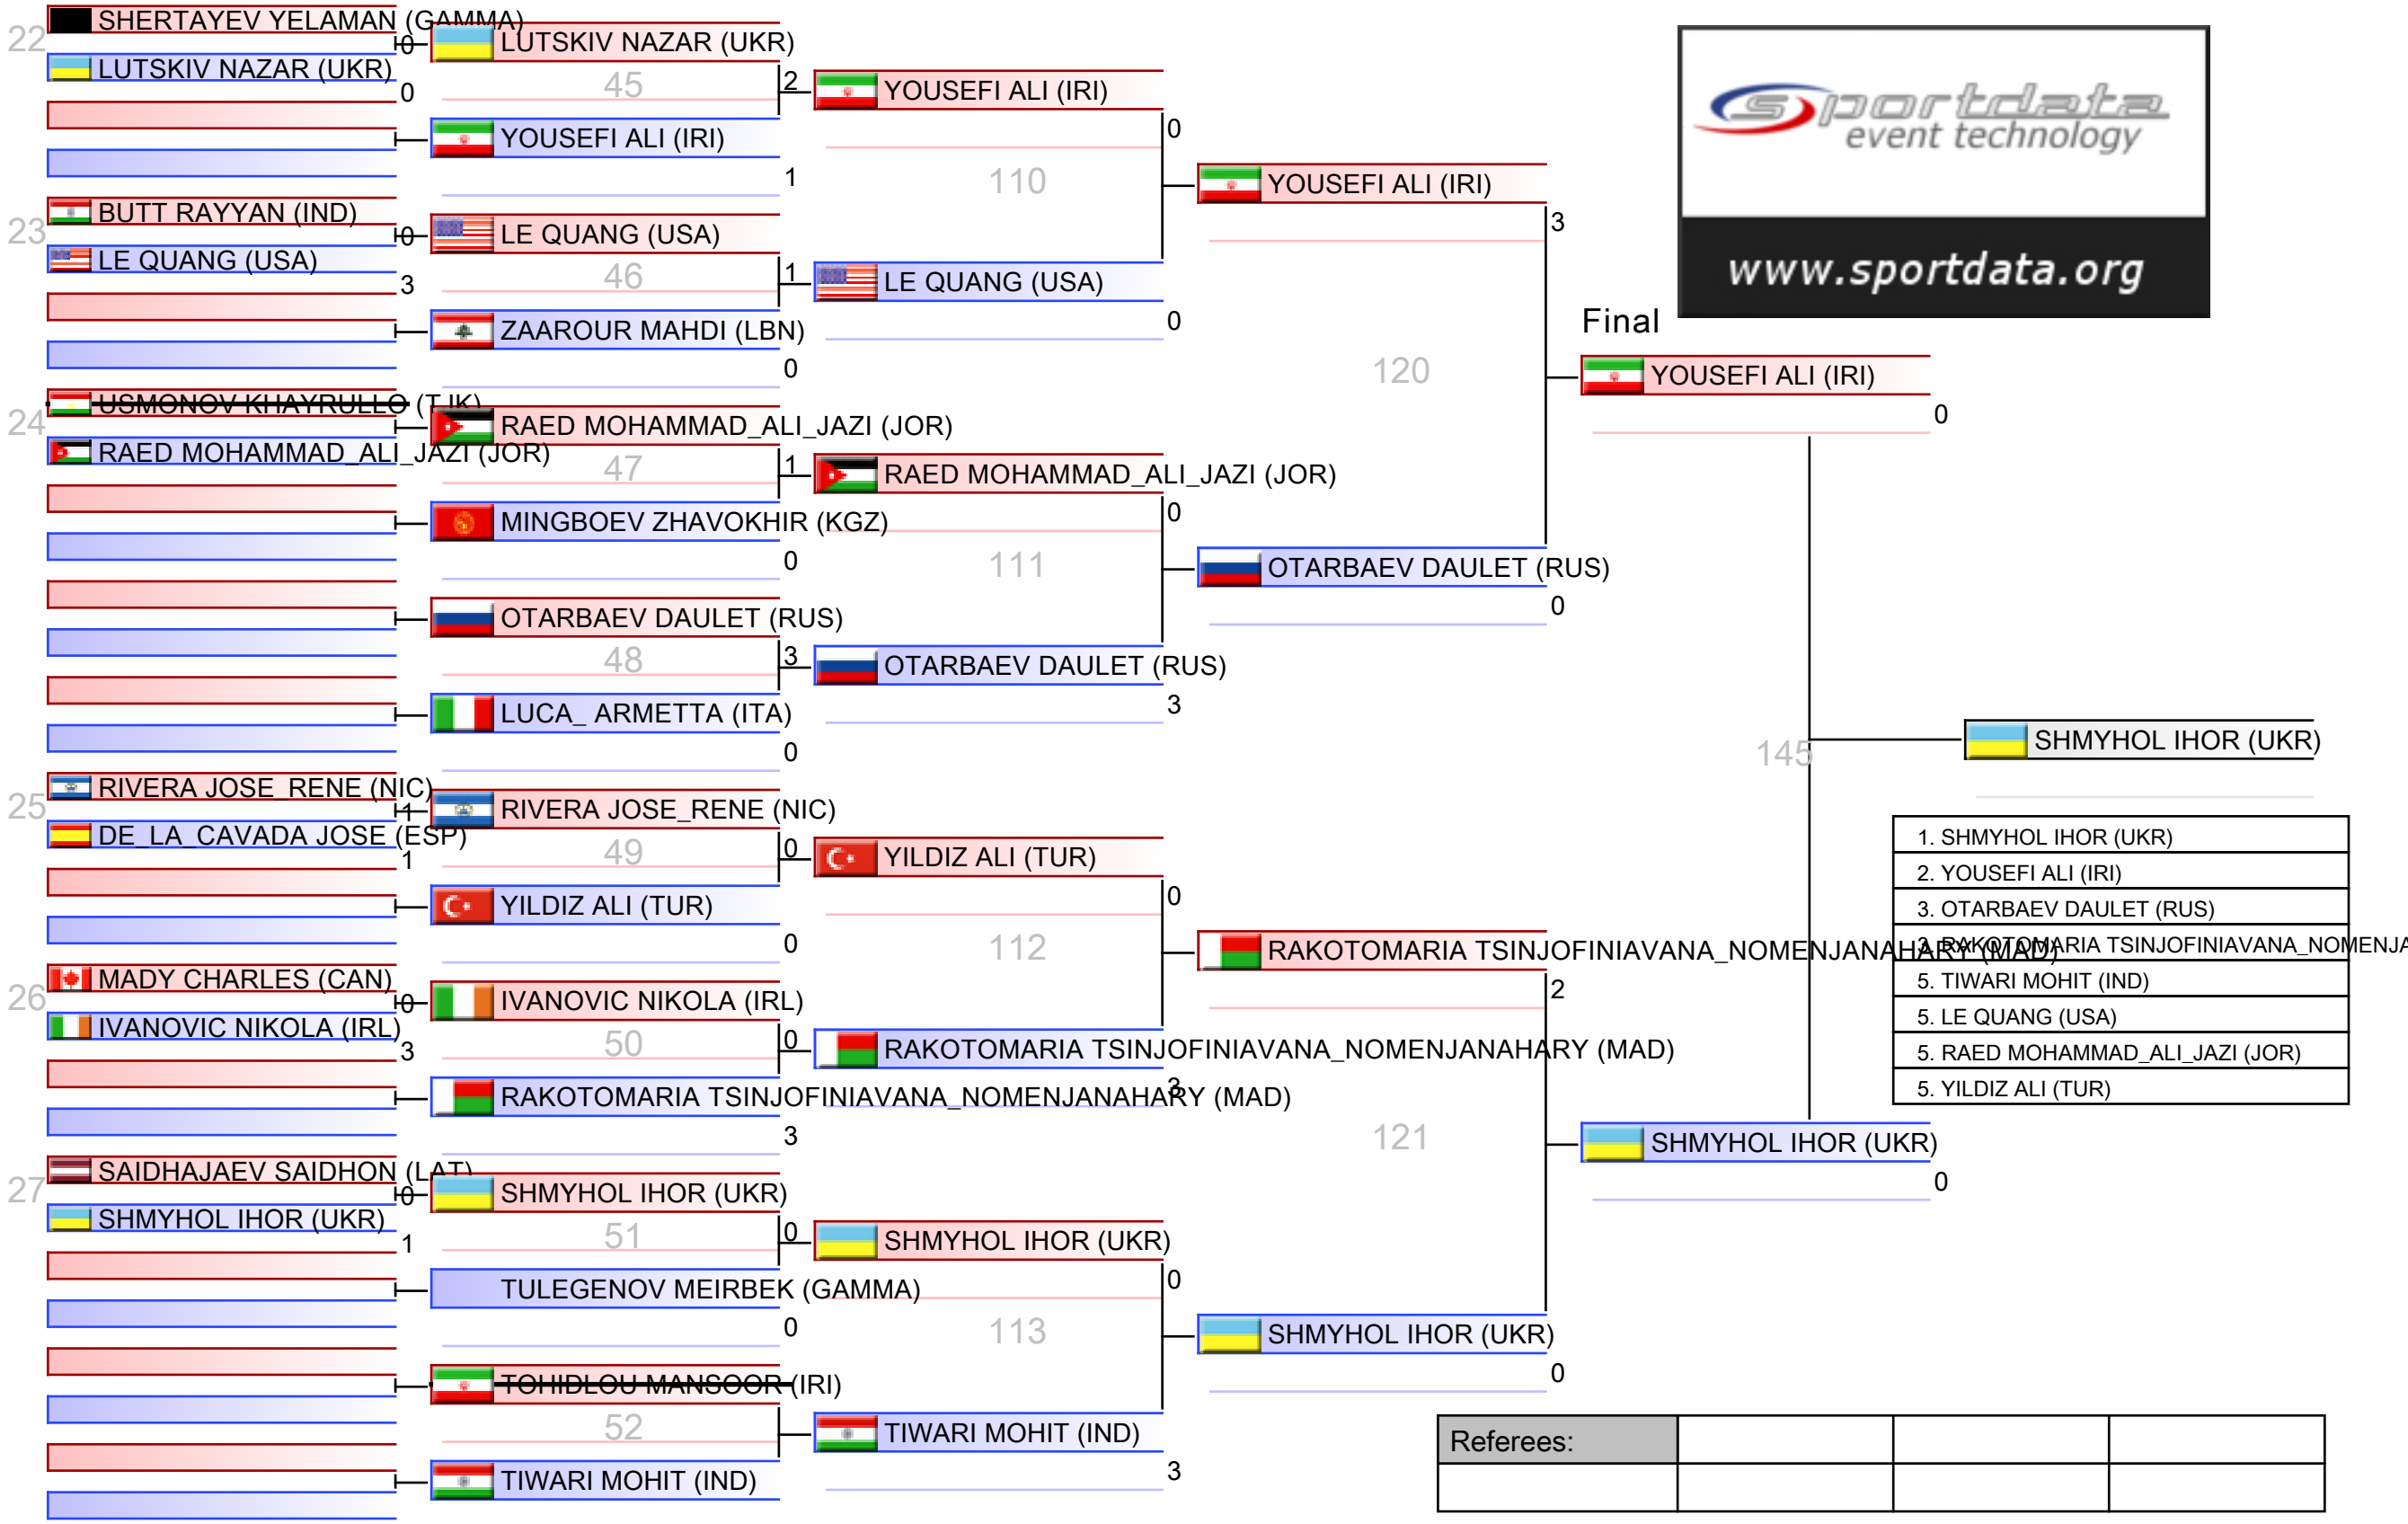 22
SHERTAYEV YELAMAN (GAMMA)
0
LUTSKIV NAZAR (UKR)
0
23
BUTT RAYYAN (IND)
0
LE QUANG (USA)
3
24
USMONOV KHAYRULLO (TJK)
RAED MOHAMMAD_ALI_JAZI (JOR)
25
RIVERA JOSE_RENE (NIC)
1
DE_LA_CAVADA JOSE (ESP)
1
26
MADY CHARLES (CAN)
0
IVANOVIC NIKOLA (IRL)
3
27
SAIDHAJAEV SAIDHON (LAT)
0
SHMYHOL IHOR (UKR)
1
LUTSKIV NAZAR (UKR)
45
2
YOUSEFI ALI (IRI)
1
LE QUANG (USA)
46
1
ZAAROUR MAHDI (LBN)
0
RAED MOHAMMAD_ALI_JAZI (JOR)
47
1
MINGBOEV ZHAVOKHIR (KGZ)
0
OTARBAEV DAULET (RUS)
48
3
LUCA_ ARMETTA (ITA)
0
RIVERA JOSE_RENE (NIC)
49
0
YILDIZ ALI (TUR)
0
IVANOVIC NIKOLA (IRL)
50
0
RAKOTOMARIA TSINJOFINIAVANA_NOMENJANAHARY (MAD)
3
SHMYHOL IHOR (UKR)
51
0
TULEGENOV MEIRBEK (GAMMA)
0
TOHIDLOU MANSOOR (IRI)
52
TIWARI MOHIT (IND)
YOUSEFI ALI (IRI)
0
110
LE QUANG (USA)
0
RAED MOHAMMAD_ALI_JAZI (JOR)
0
111
OTARBAEV DAULET (RUS)
3
YILDIZ ALI (TUR)
0
112
RAKOTOMARIA TSINJOFINIAVANA_NOMENJANAHARY (MAD)
3
SHMYHOL IHOR (UKR)
0
113
TIWARI MOHIT (IND)
3
YOUSEFI ALI (IRI)
3
120
OTARBAEV DAULET (RUS)
0
RAKOTOMARIA TSINJOFINIAVANA_NOMENJANAHARY (MAD)
2
121
SHMYHOL IHOR (UKR)
0
sportdata
event technology
www.sportdata.org
Final
YOUSEFI ALI (IRI)
0
145
SHMYHOL IHOR (UKR)
0
SHMYHOL IHOR (UKR)
1. SHMYHOL IHOR (UKR)
2. YOUSEFI ALI (IRI)
3. OTARBAEV DAULET (RUS)
3. RAKOTOMARIA TSINJOFINIAVANA_NOMENJA
5. TIWARI MOHIT (IND)
5. LE QUANG (USA)
5. RAED MOHAMMAD_ALI_JAZI (JOR)
5. YILDIZ ALI (TUR)
Referees: